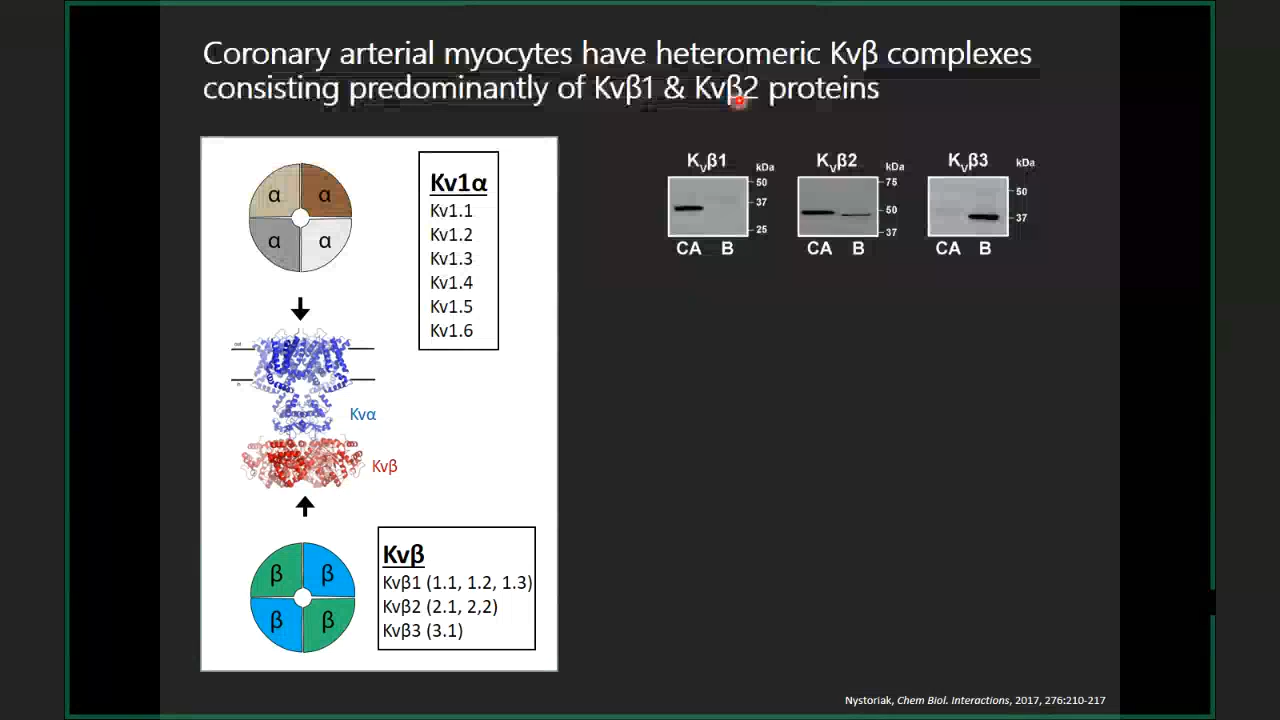 Coronary arterial myocytes have heteromeric Kvβ complexes
consisting predominantly of Kvβ1 & Kvβ2 proteins
α α
α α
Kv1α
Kv1.1
Kv1.2
Kv1.3
Kv1.4
Kv1.5
Kv1.6
Kvα
Kvβ
β β
β β
Kvβ
Kvβ1 (1.1, 1.2, 1.3)
Kvβ2 (2.1, 2,2)
Kvβ3 (3.1)
KVβ1
kDa
50
37
25
CA B
KVβ2
kDa
75
50
37
CA B
KVβ3
kDa
50
37
CA B
Nystoriak, Chem Biol. Interactions, 2017, 276:210-217